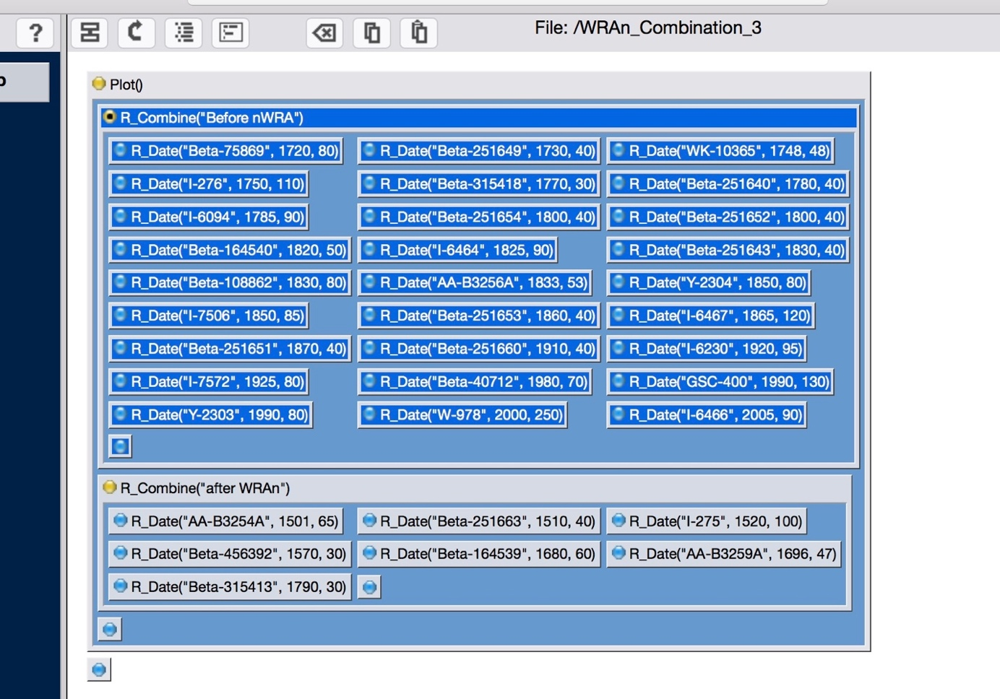 File: /WRAn_Combination_3
?
Plot()
R_Combine("Before nWRA")
R_Date("Beta-75869", 1720, 80) R_Date("Beta-251649", 1730, 40) R_Date("WK-10365", 1748, 48)
R_Date("I-276", 1750, 110) R_Date("Beta-315418", 1770, 30) R_Date("Beta-251640", 1780, 40)
R_Date("I-6094", 1785, 90) R_Date("Beta-251654", 1800, 40) R_Date("Beta-251652", 1800, 40)
R_Date("Beta-164540", 1820, 50) R_Date("I-6464", 1825, 90) R_Date("Beta-251643", 1830, 40)
R_Date("Beta-108862", 1830, 80) R_Date("AA-B3256A", 1833, 53) R_Date("Y-2304", 1850, 80)
R_Date("I-7506", 1850, 85) R_Date("Beta-251653", 1860, 40) R_Date("I-6467", 1865, 120)
R_Date("Beta-251651", 1870, 40) R_Date("Beta-251660", 1910, 40) R_Date("I-6230", 1920, 95)
R_Date("I-7572", 1925, 80) R_Date("Beta-40712", 1980, 70) R_Date("GSC-400", 1990, 130)
R_Date("Y-2303", 1990, 80) R_Date("W-978", 2000, 250) R_Date("I-6466", 2005, 90)
R_Combine("after WRAn")
R_Date("AA-B3254A", 1501, 65) R_Date("Beta-251663", 1510, 40) R_Date("I-275", 1520, 100)
R_Date("Beta-456392", 1570, 30) R_Date("Beta-164539", 1680, 60) R_Date("AA-B3259A", 1696, 47)
R_Date("Beta-315413", 1790, 30)